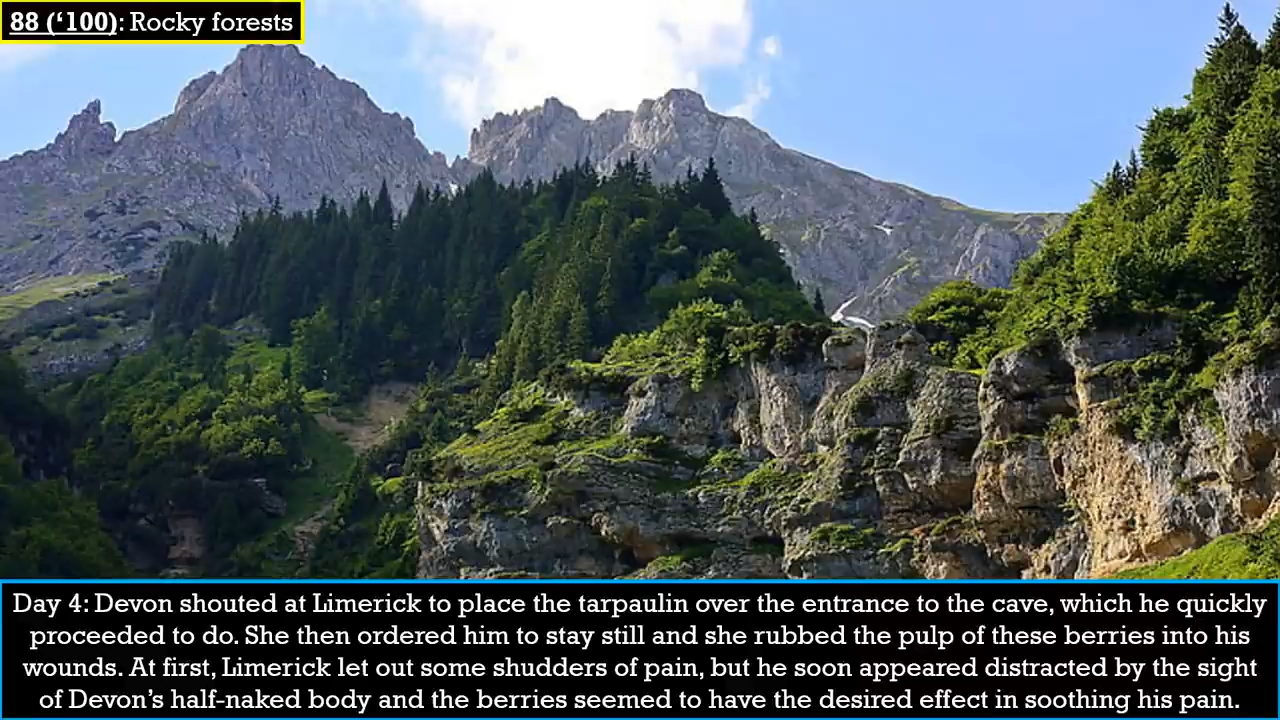 88 (‘100): Rocky forests
Day 4: Devon shouted at Limerick to place the tarpaulin over the entrance to the cave, which he quickly
proceeded to do. She then ordered him to stay still and she rubbed the pulp of these berries into his
wounds. At first, Limerick let out some shudders of pain, but he soon appeared distracted by the sight
of Devon’s half-naked body and the berries seemed to have the desired effect in soothing his pain.